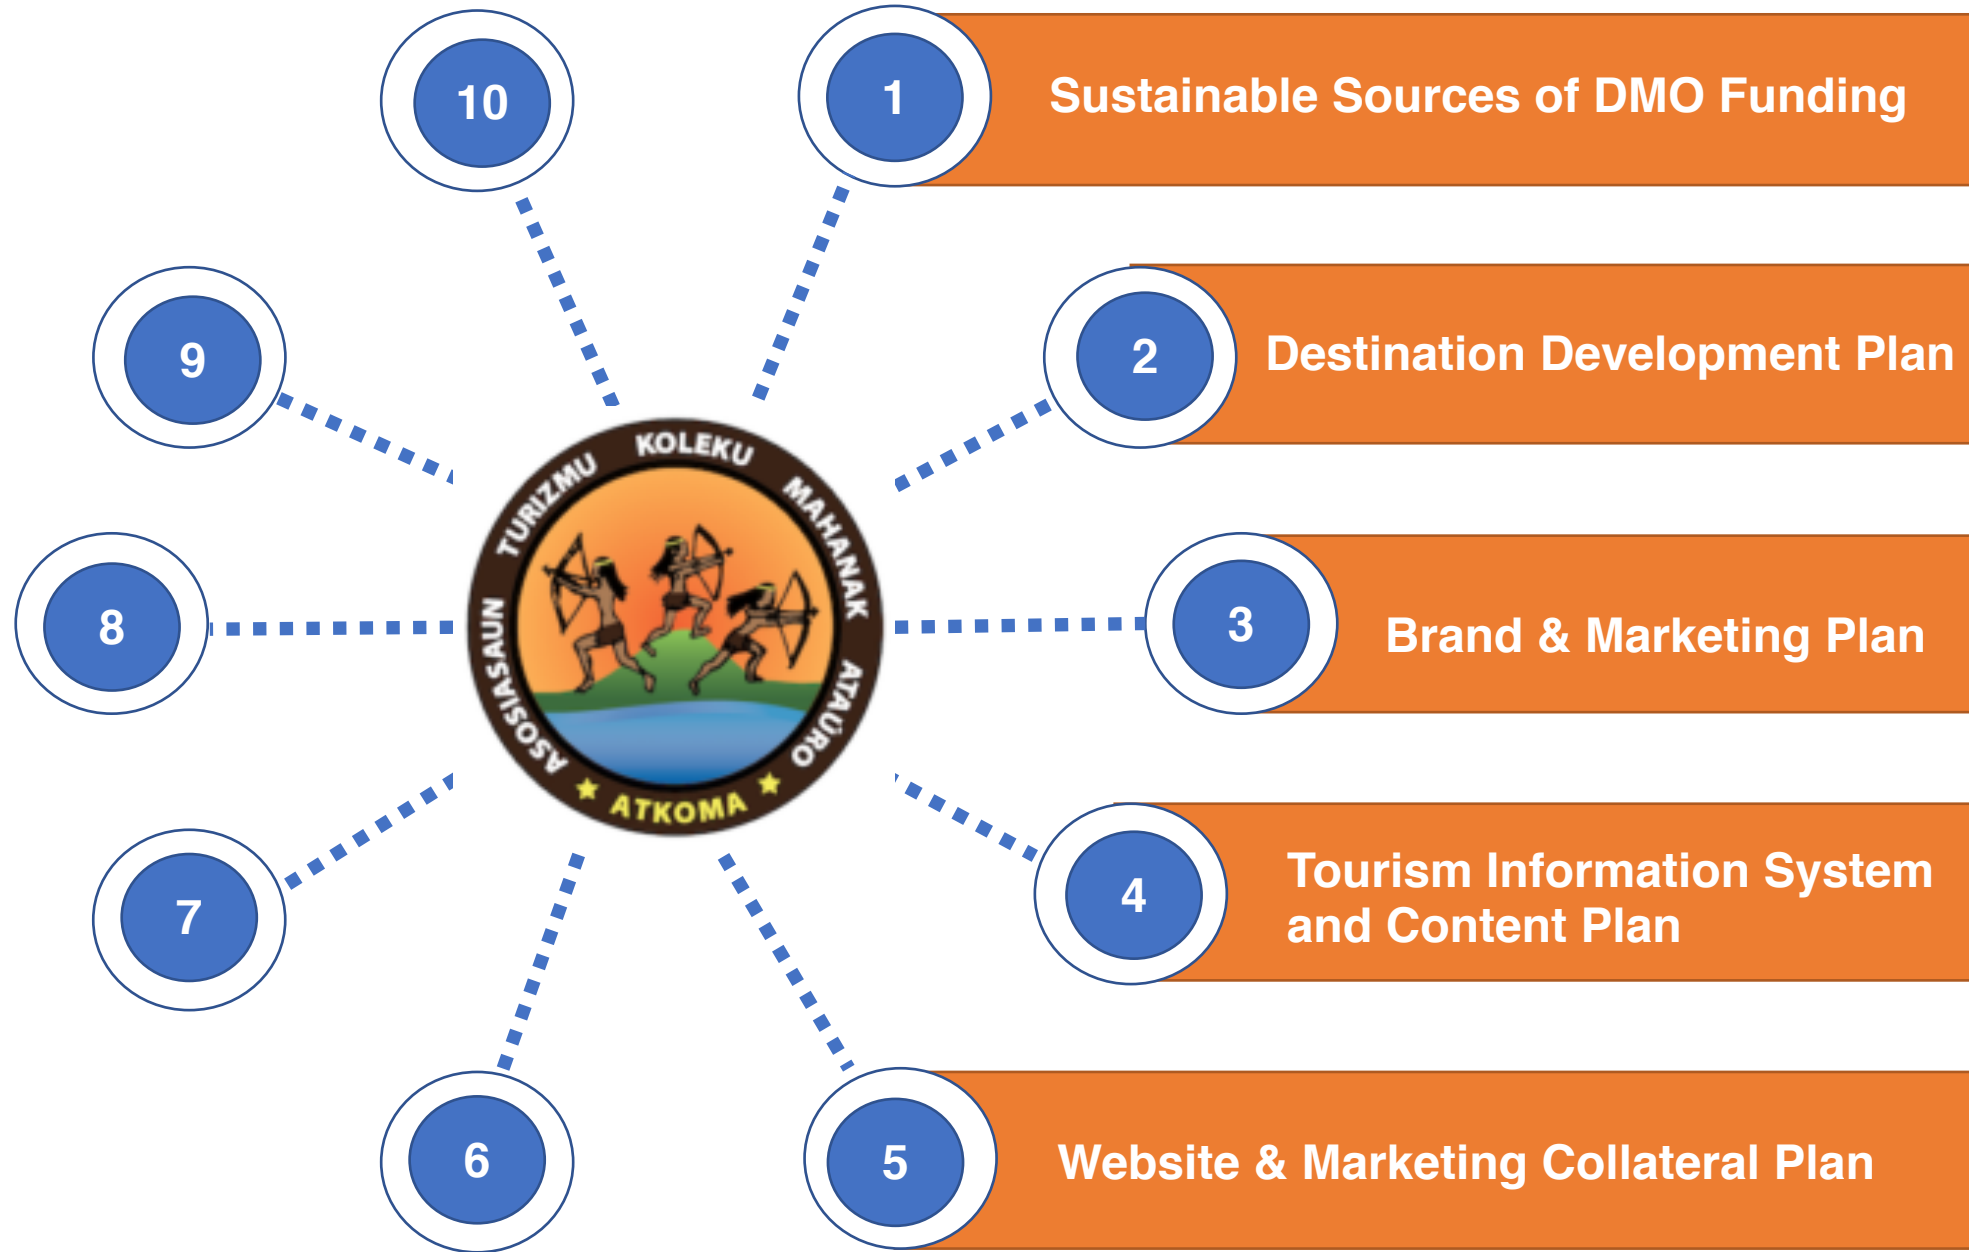 10
1
Sustainable Sources of DMO Funding
9
2
Destination Development Plan
8
3
Brand & Marketing Plan
7
4
Tourism Information System
and Content Plan
6
5
Website & Marketing Collateral Plan
ASOSIASAUN TURIZMU KOLEKU MAHANAK ATAÚRO
ATKOMA